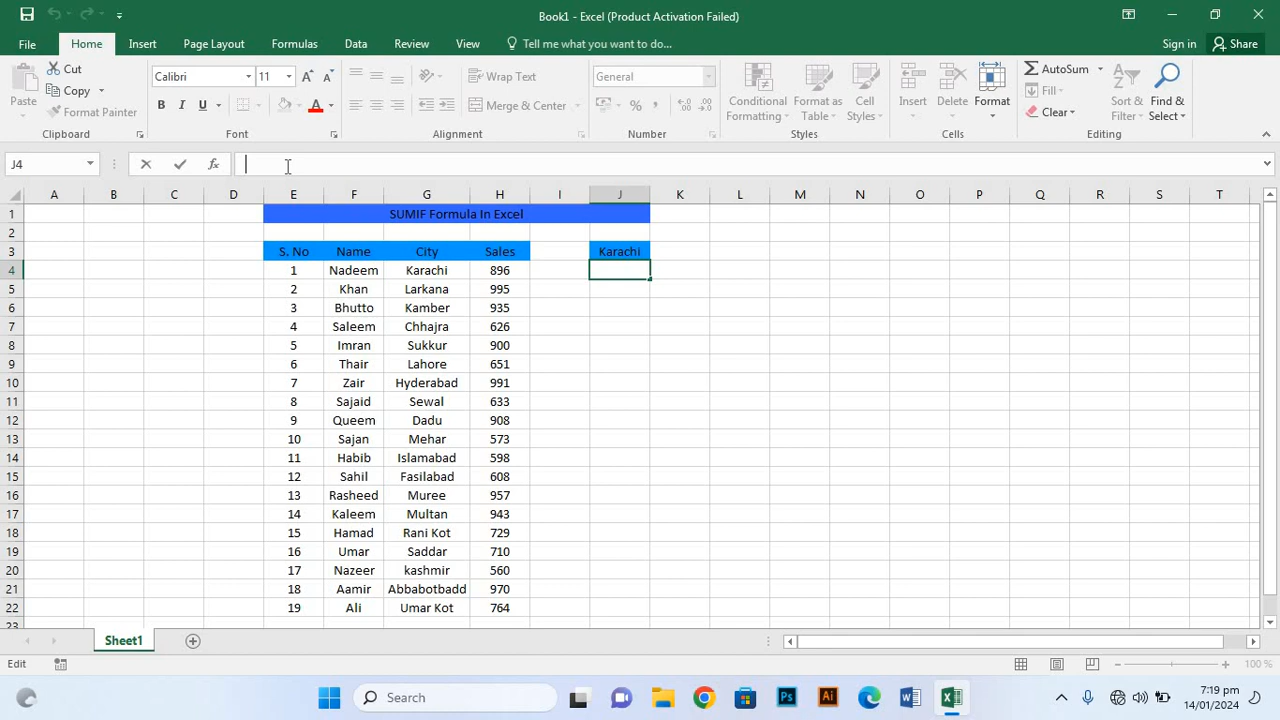 Book1 - Excel (Product Activation Failed)
File Home Insert Page Layout Formulas Data Review View Tell me what you want to do... Sign in Share
Paste Cut Copy Format Painter Clipboard
Calibri 11 A A B I U A Font
Wrap Text Merge & Center Alignment
General % , Number
Conditional Formatting Format as Table Cell Styles Styles
Insert Delete Format Cells
AutoSum Fill Clear Sort & Filter Find & Select Editing
J4 fx
A B C D E F G H I J K L M N O P Q R S T
1 SUMIF Formula In Excel
2
3 S. No Name City Sales Karachi
4 1 Nadeem Karachi 896
5 2 Khan Larkana 995
6 3 Bhutto Kamber 935
7 4 Saleem Chhajra 626
8 5 Imran Sukkur 900
9 6 Thair Lahore 651
10 7 Zair Hyderabad 991
11 8 Sajaid Sewal 633
12 9 Queem Dadu 908
13 10 Sajan Mehar 573
14 11 Habib Islamabad 598
15 12 Sahil Fasilabad 608
16 13 Rasheed Muree 957
17 14 Kaleem Multan 943
18 15 Hamad Rani Kot 729
19 16 Umar Saddar 710
20 17 Nazeer kashmir 560
21 18 Aamir Abbabotbadd 970
22 19 Ali Umar Kot 764
23
Sheet1
Edit 100 %
Search Ps Ai 7:19 pm
14/01/2024